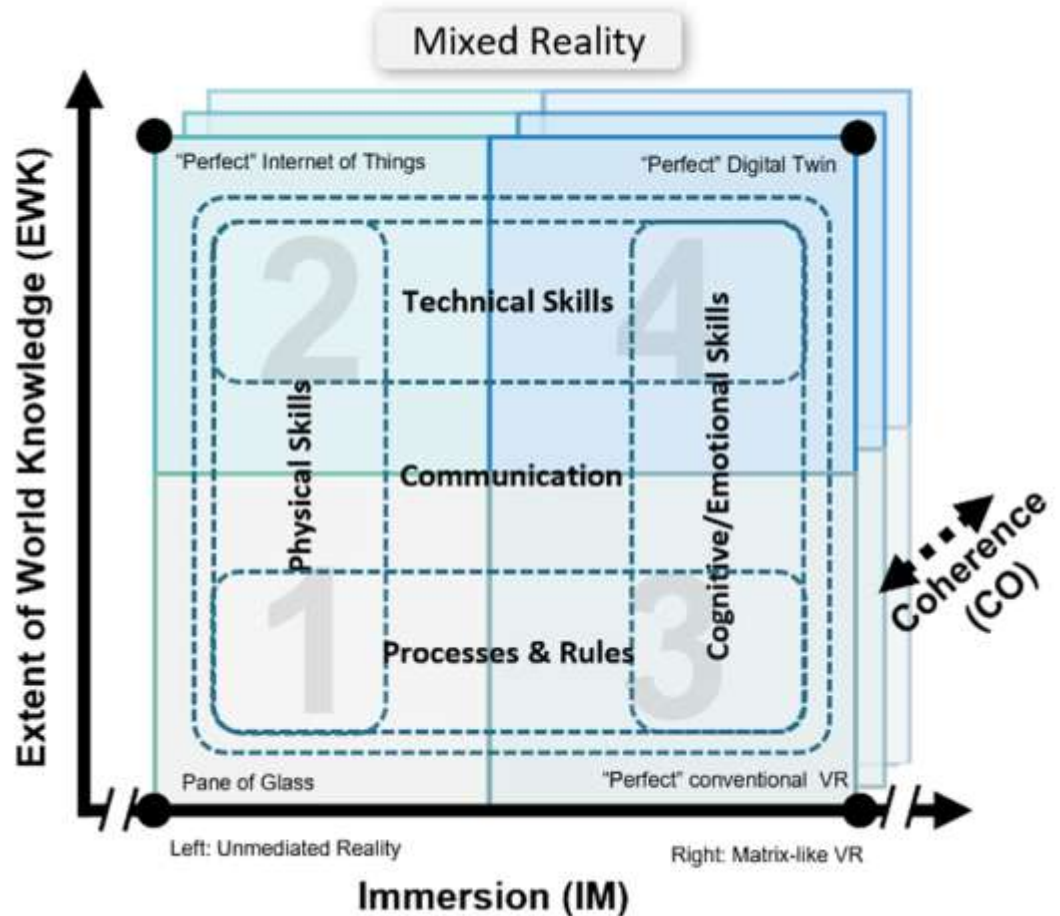 Mixed Reality
Extent of World Knowledge (EWK)
"Perfect" Internet of Things
"Perfect" Digital Twin
2
4
Technical Skills
Physical Skills
Communication
Cognitive/Emotional Skills
1
3
Processes & Rules
Coherence
(CO)
Pane of Glass
"Perfect" conventional VR
Left: Unmediated Reality
Right: Matrix-like VR
Immersion (IM)